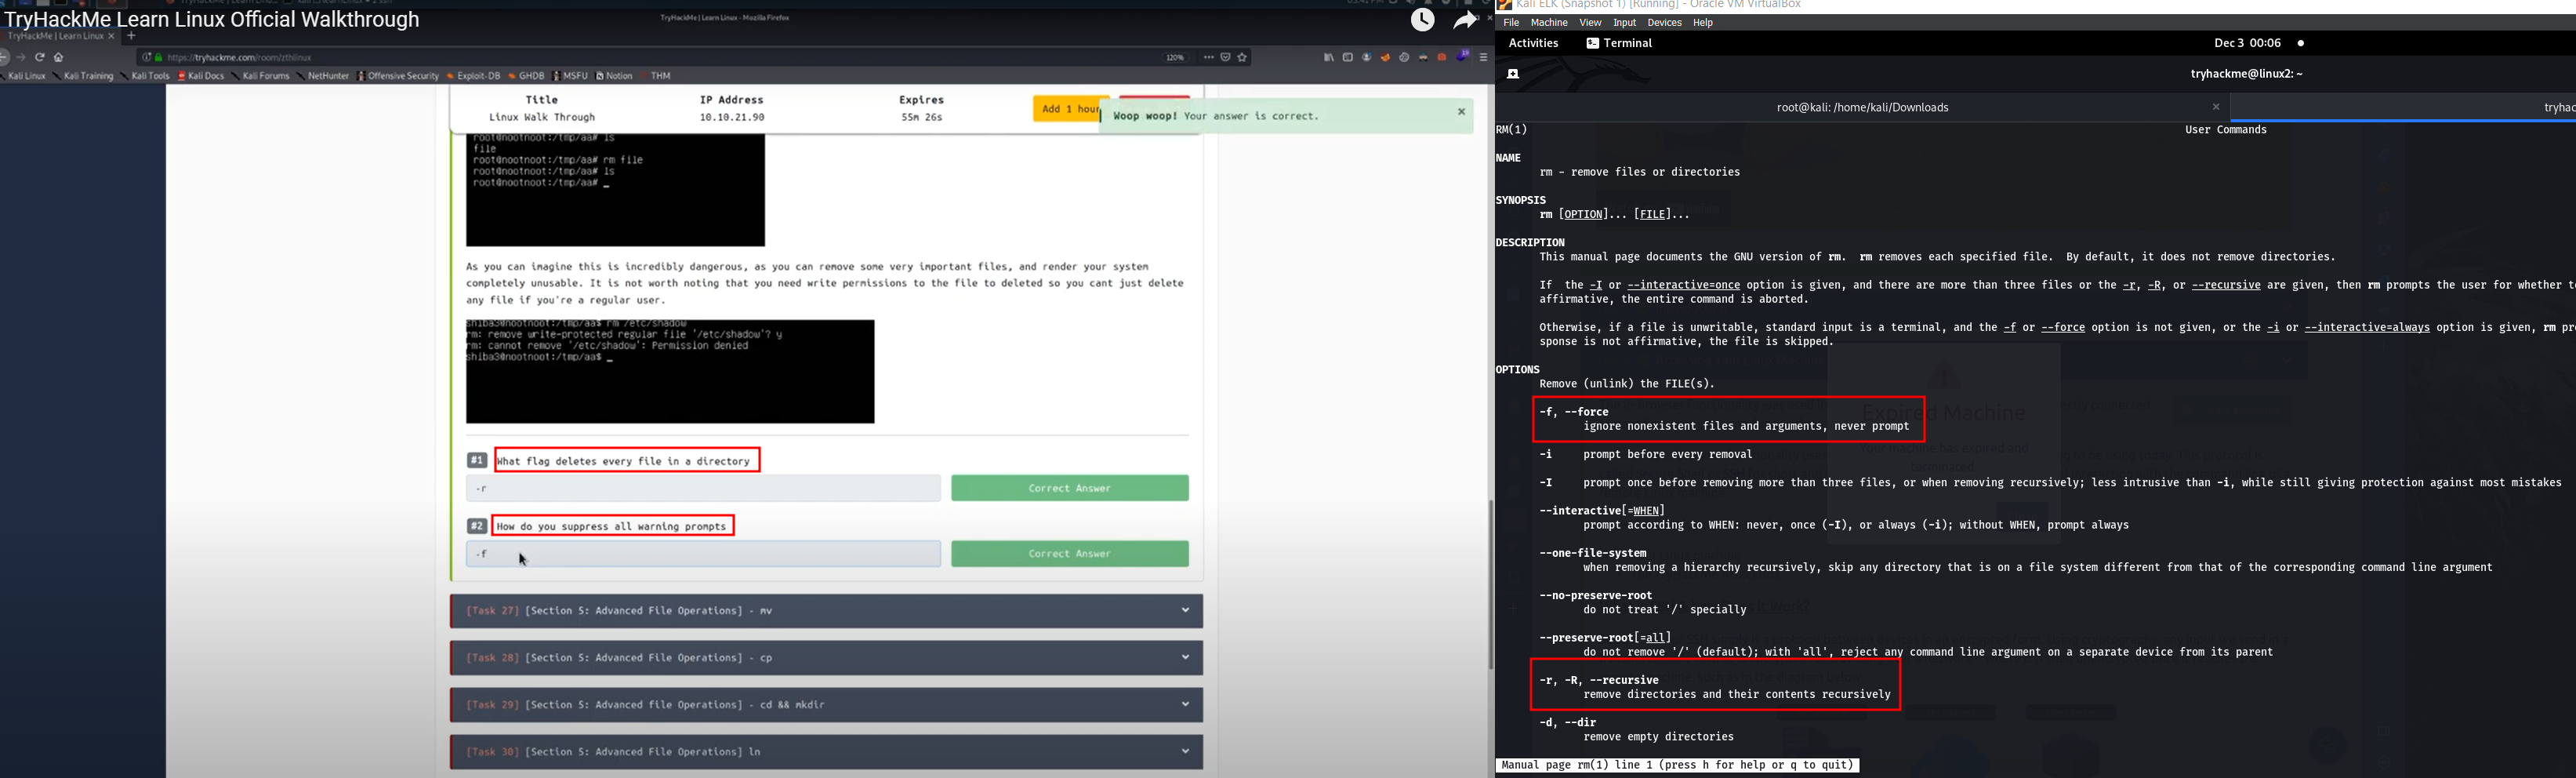 TryHackMe Learn Linux Official Walkthrough
TryHackMe | Learn Linux - Mozilla Firefox
TryHackMe | Learn Linux
https://tryhackme.com/room/zthlinux
120%
Kali Linux
Kali Training
Kali Tools
Kali Docs
Kali Forums
NetHunter
Offensive Security
Exploit-DB
GHDB
MSFU
Notion
THM
Title
IP Address
Expires
Linux Walk Through
10.10.21.90
55m 26s
Add 1 hour
Woop woop! Your answer is correct.
root@nootnoot:/tmp/aa# ls
file
root@nootnoot:/tmp/aa# rm file
root@nootnoot:/tmp/aa# ls
root@nootnoot:/tmp/aa# _
As you can imagine this is incredibly dangerous, as you can remove some very important files, and render your system
completely unusable. It is not worth noting that you need write permissions to the file to deleted so you cant just delete
any file if you're a regular user.
shiba3@nootnoot:/tmp/aa$ rm /etc/shadow
rm: remove write-protected regular file '/etc/shadow'? y
rm: cannot remove '/etc/shadow': Permission denied
shiba3@nootnoot:/tmp/aa$ _
#1 What flag deletes every file in a directory
-r
Correct Answer
#2 How do you suppress all warning prompts
-f
Correct Answer
[Task 27] [Section 5: Advanced File Operations] - mv
[Task 28] [Section 5: Advanced File Operations] - cp
[Task 29] [Section 5: Advanced file Operations] - cd && mkdir
[Task 30] [Section 5: Advanced File Operations] ln
Kali ELK (Snapshot 1) [Running] - Oracle VM VirtualBox
File Machine View Input Devices Help
Activities
Terminal
Dec 3 00:06
tryhackme@linux2: ~
root@kali: /home/kali/Downloads
RM(1)
User Commands
NAME
rm - remove files or directories
SYNOPSIS
rm [OPTION]... [FILE]...
DESCRIPTION
This manual page documents the GNU version of rm. rm removes each specified file. By default, it does not remove directories.
If the -I or --interactive=once option is given, and there are more than three files or the -r, -R, or --recursive are given, then rm prompts the user for whether
affirmative, the entire command is aborted.
Otherwise, if a file is unwritable, standard input is a terminal, and the -f or --force option is not given, or the -i or --interactive=always option is given, rm
sponse is not affirmative, the file is skipped.
OPTIONS
Remove (unlink) the FILE(s).
-f, --force
ignore nonexistent files and arguments, never prompt
-i prompt before every removal
-I prompt once before removing more than three files, or when removing recursively; less intrusive than -i, while still giving protection against most mistakes
--interactive[=WHEN]
prompt according to WHEN: never, once (-I), or always (-i); without WHEN, prompt always
--one-file-system
when removing a hierarchy recursively, skip any directory that is on a file system different from that of the corresponding command line argument
--no-preserve-root
do not treat '/' specially
--preserve-root[=all]
do not remove '/' (default); with 'all', reject any command line argument on a separate device from its parent
-r, -R, --recursive
remove directories and their contents recursively
-d, --dir
remove empty directories
Manual page rm(1) line 1 (press h for help or q to quit)
Expired Machine